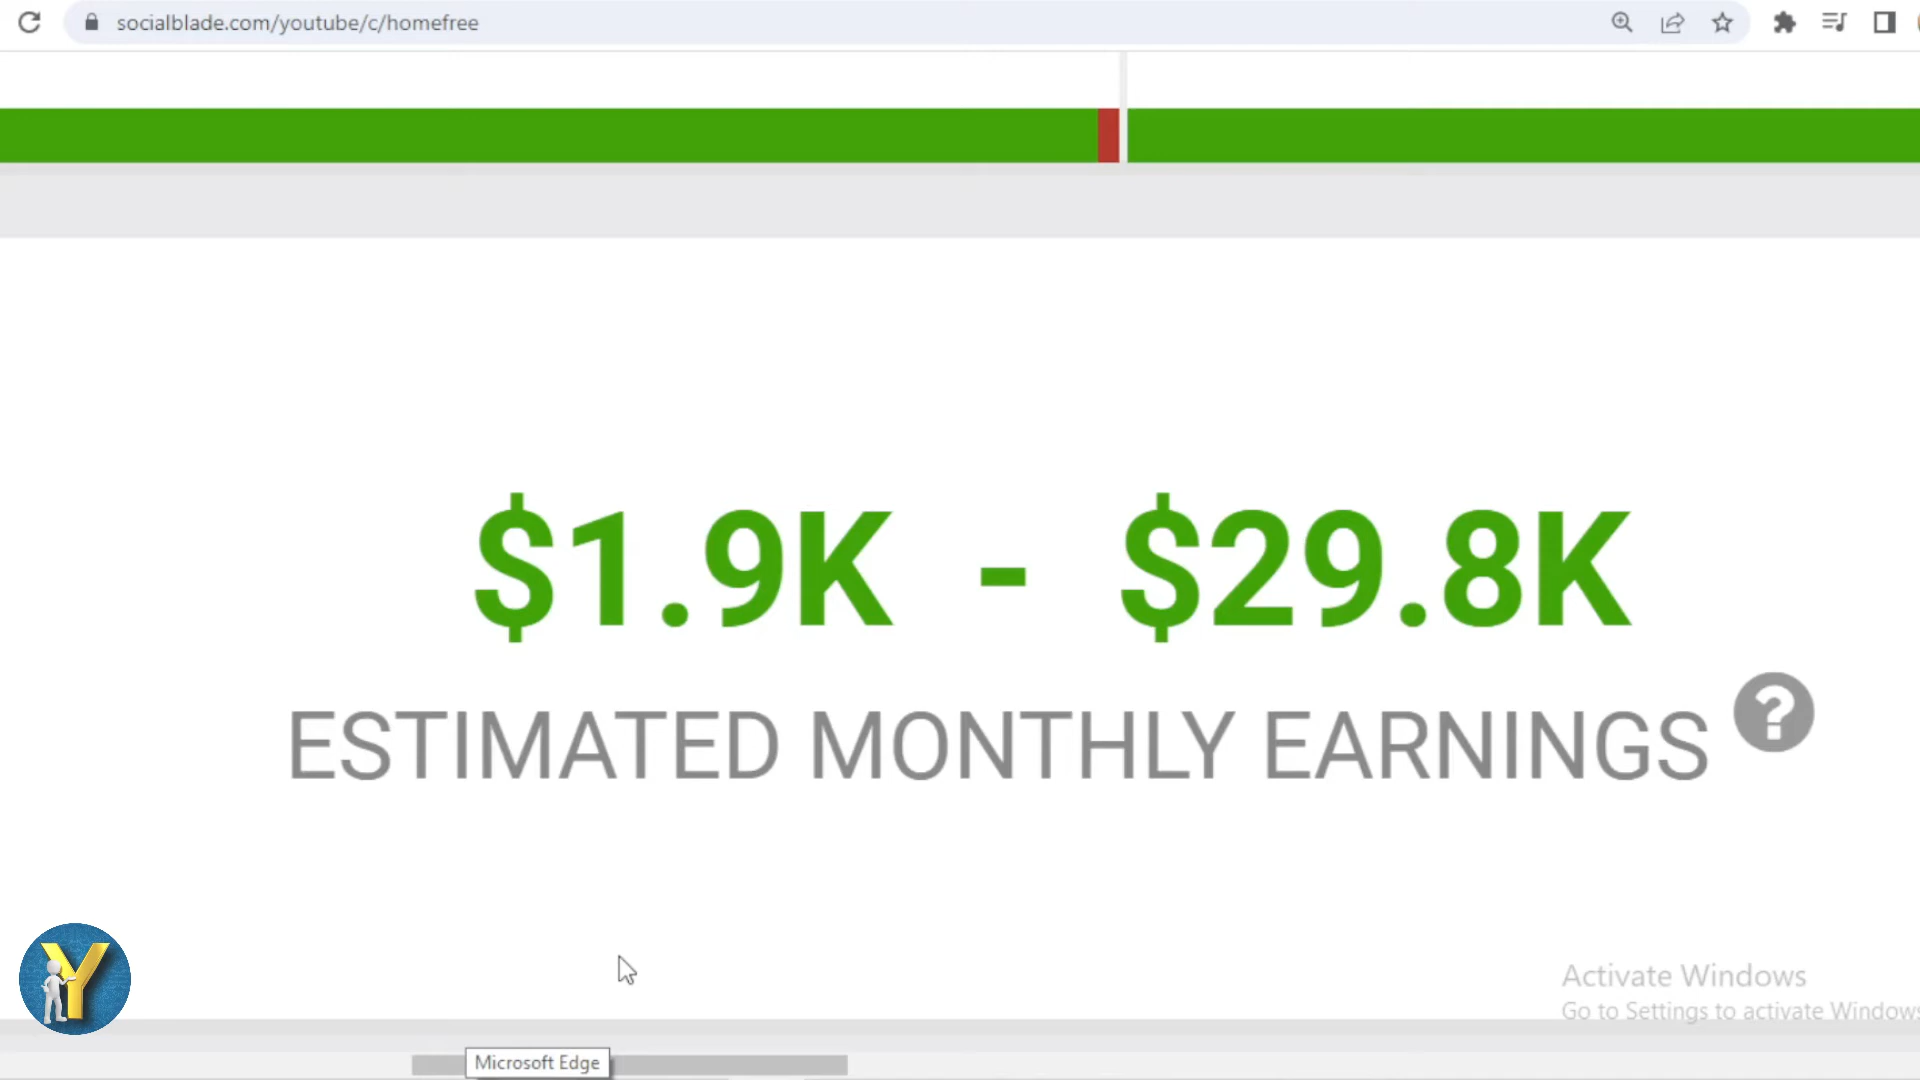 socialblade.com/youtube/c/homefree
$1.9K - $29.8K
ESTIMATED MONTHLY EARNINGS ?
Y
Activate Windows
Go to Settings to activate Windows
Microsoft Edge